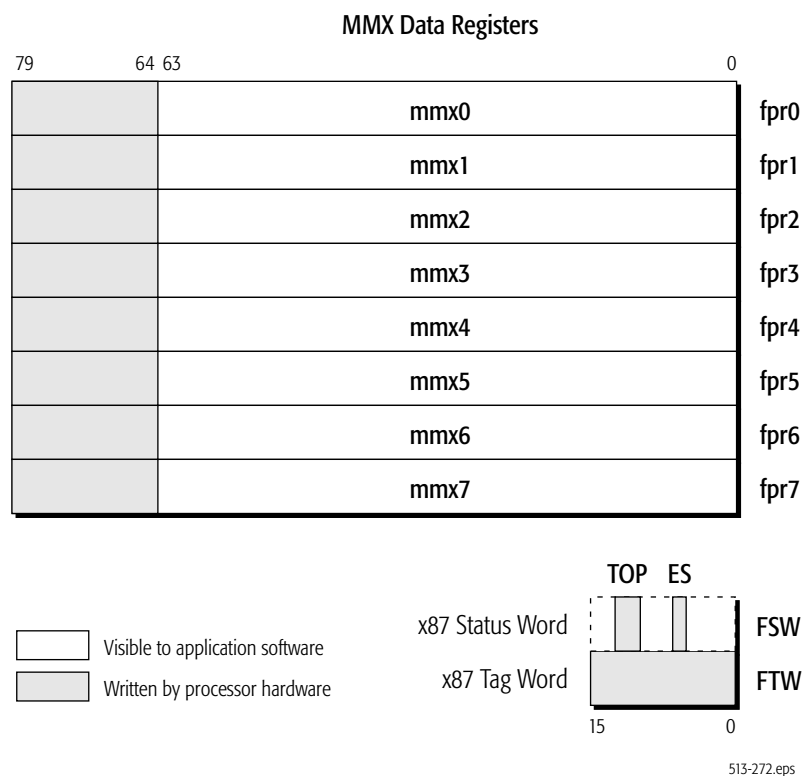 MMX Data Registers
79 64 63 0
mmx0 fpr0
mmx1 fpr1
mmx2 fpr2
mmx3 fpr3
mmx4 fpr4
mmx5 fpr5
mmx6 fpr6
mmx7 fpr7
TOP ES
x87 Status Word FSW
Visible to application software
x87 Tag Word FTW
Written by processor hardware
15 0
513-272.eps